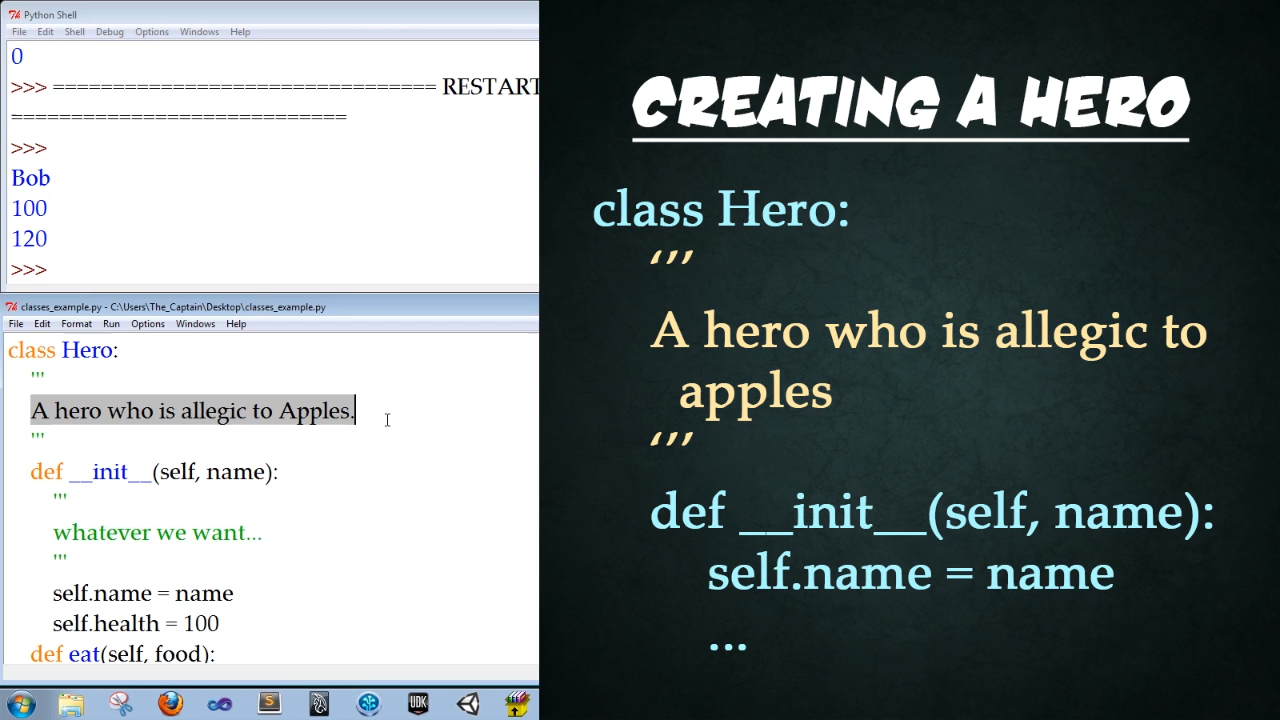 Python Shell
File Edit Shell Debug Options Windows Help
0
>>> ================================ RESTART
============================
>>>
Bob
100
120
>>>
classes_example.py - C:\Users\The_Captain\Desktop\classes_example.py
File Edit Format Run Options Windows Help
class Hero:
'''
A hero who is allegic to Apples.
'''
def __init__(self, name):
'''
whatever we want...
'''
self.name = name
self.health = 100
def eat(self, food):
UDK
CREATING A HERO
class Hero:
‘’’
A hero who is allegic to
apples
‘’’
def __init__(self, name):
self.name = name
...